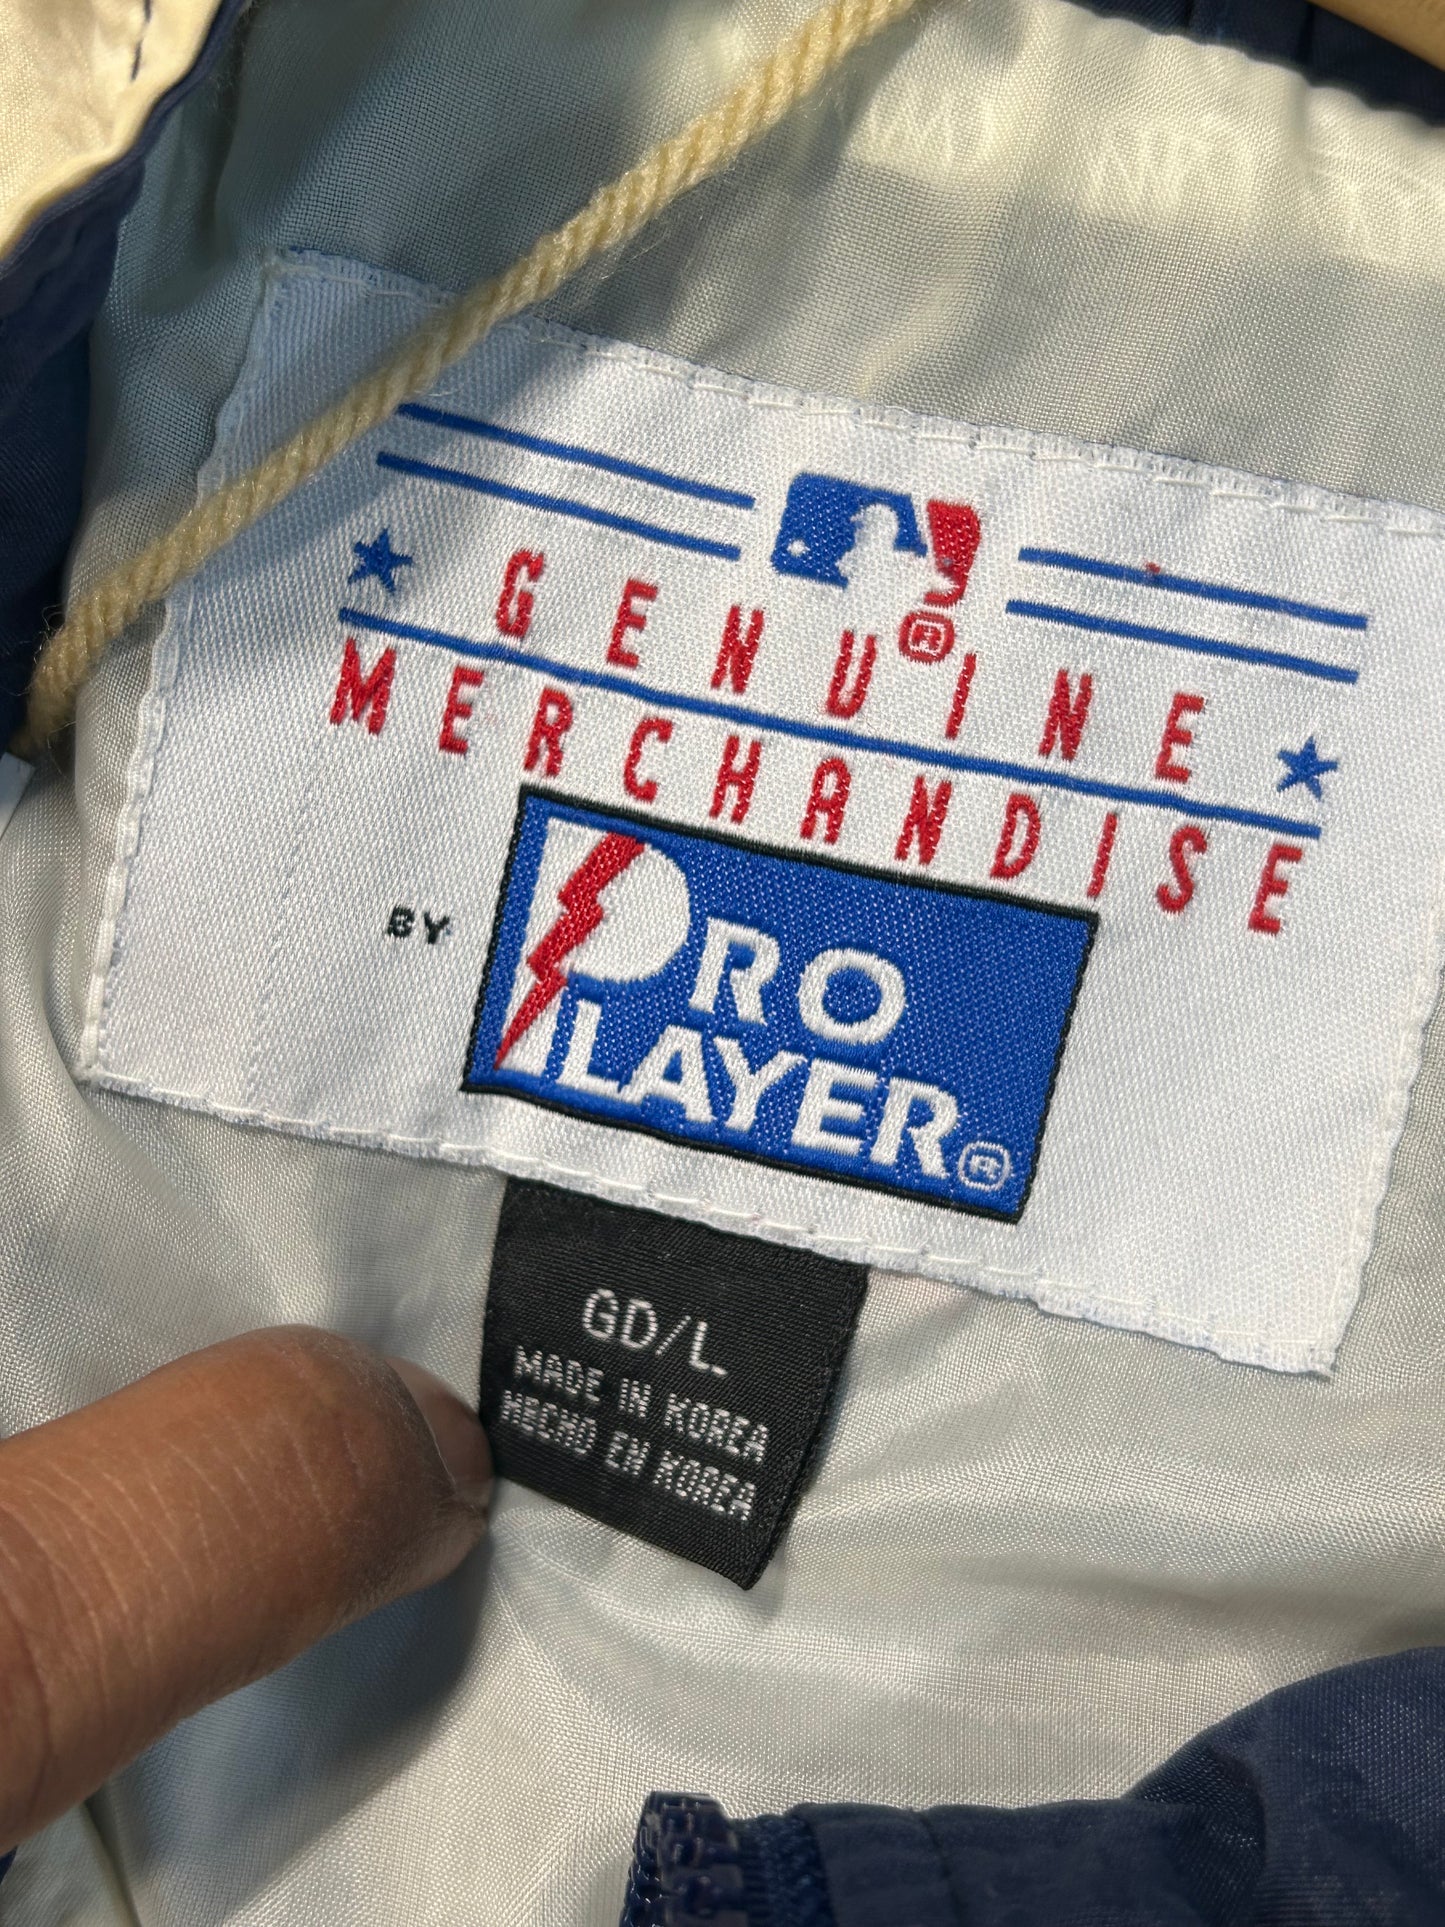 GENUINE
®
MERCHANDISE
BY PRO
PLAYER®
GD/L
MADE IN KOREA
HECHO EN KOREA